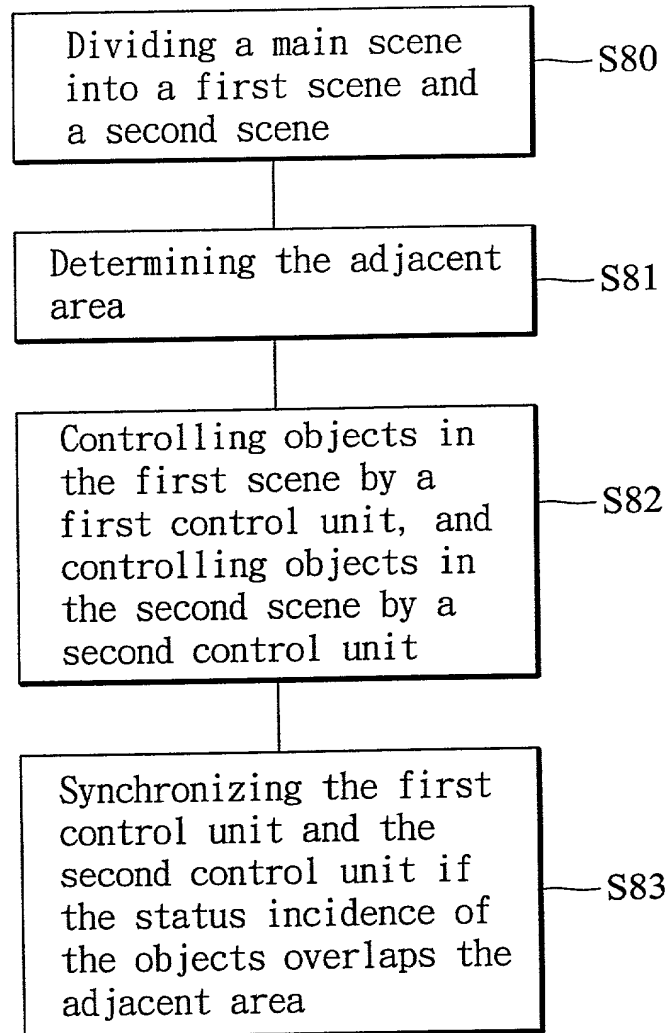 Dividing a main scene
into a first scene and
a second scene
S80
Determining the adjacent
area
S81
Controlling objects in
the first scene by a
first control unit, and
controlling objects in
the second scene by a
second control unit
S82
Synchronizing the first
control unit and the
second control unit if
the status incidence of
the objects overlaps the
adjacent area
S83